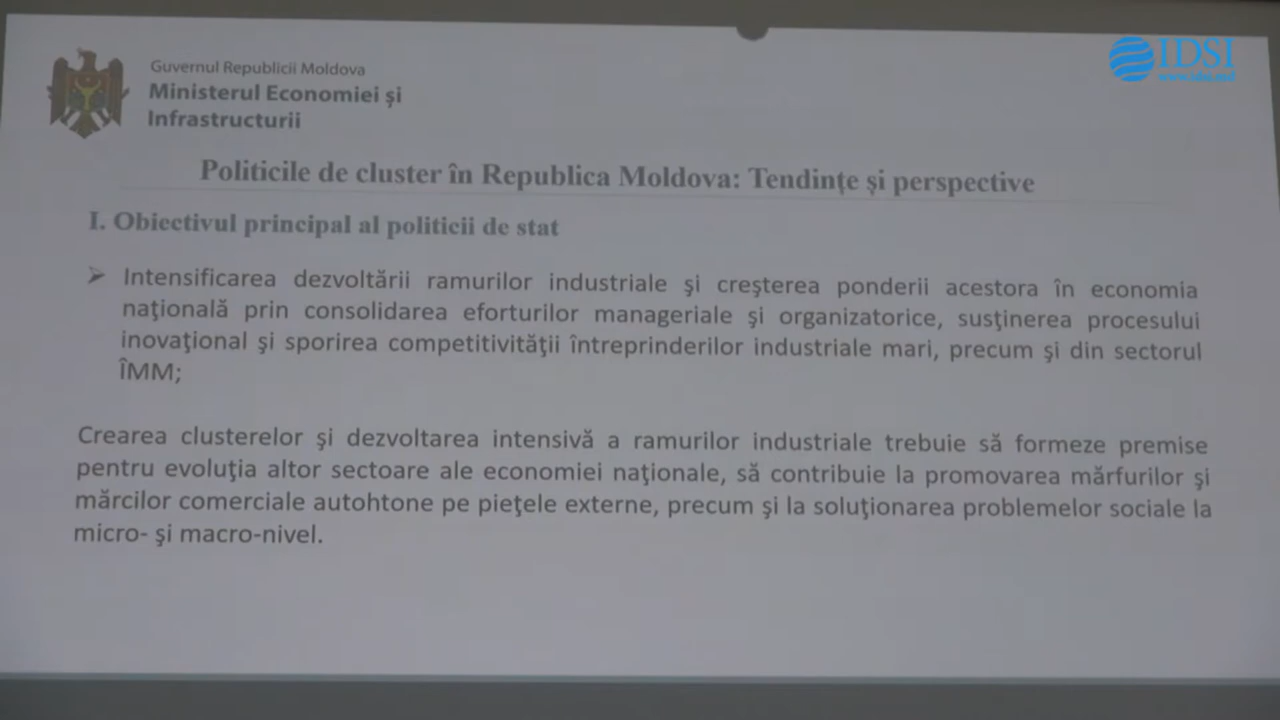 Guvernul Republicii Moldova
Ministerul Economiei și
Infrastructurii
IDSI
www.idsi.md
Politicile de cluster în Republica Moldova: Tendinţe şi perspective
I. Obiectivul principal al politicii de stat
➢ Intensificarea dezvoltării ramurilor industriale şi creşterea ponderii acestora în economia
naţională prin consolidarea eforturilor manageriale şi organizatorice, susţinerea procesului
inovaţional şi sporirea competitivităţii întreprinderilor industriale mari, precum şi din sectorul
ÎMM;
Crearea clusterelor şi dezvoltarea intensivă a ramurilor industriale trebuie să formeze premise
pentru evoluţia altor sectoare ale economiei naţionale, să contribuie la promovarea mărfurilor şi
mărcilor comerciale autohtone pe pieţele externe, precum şi la soluţionarea problemelor sociale la
micro- şi macro-nivel.